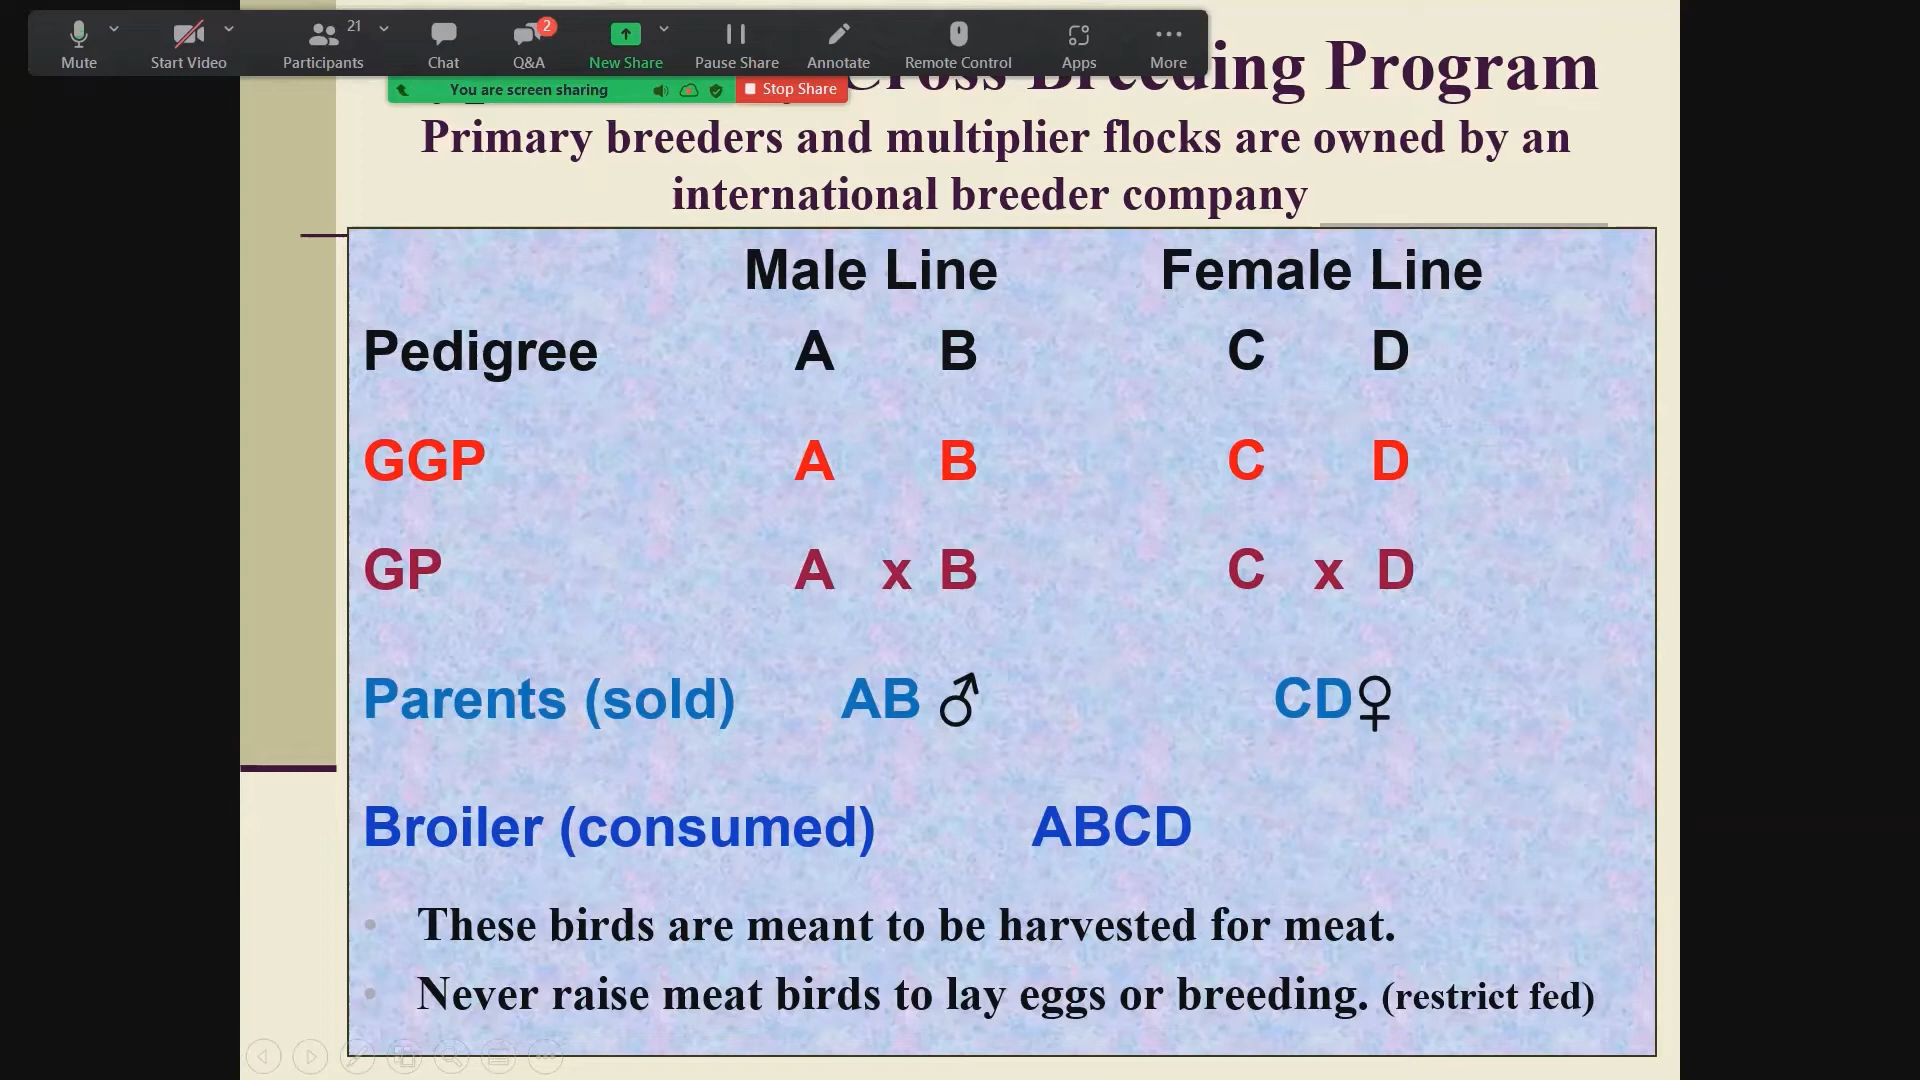 21
2
Mute Start Video Participants Chat Q&A New Share Pause Share Annotate Remote Control Apps More
You are screen sharing Stop Share
Cross Breeding Program
Primary breeders and multiplier flocks are owned by an
international breeder company
Male Line Female Line
Pedigree A B C D
GGP A B C D
GP A x B C x D
Parents (sold) AB ♂ CD♀
Broiler (consumed) ABCD
• These birds are meant to be harvested for meat.
• Never raise meat birds to lay eggs or breeding. (restrict fed)